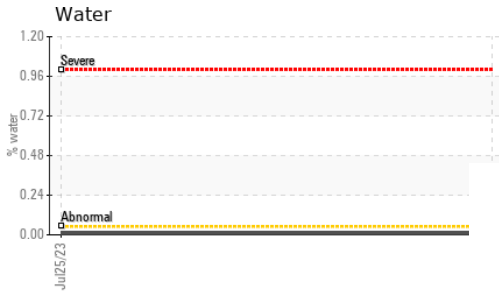 Water
1.20
Severe
0.96
0.72
% water
0.48
0.24
Abnormal
0.00
Jul25/23